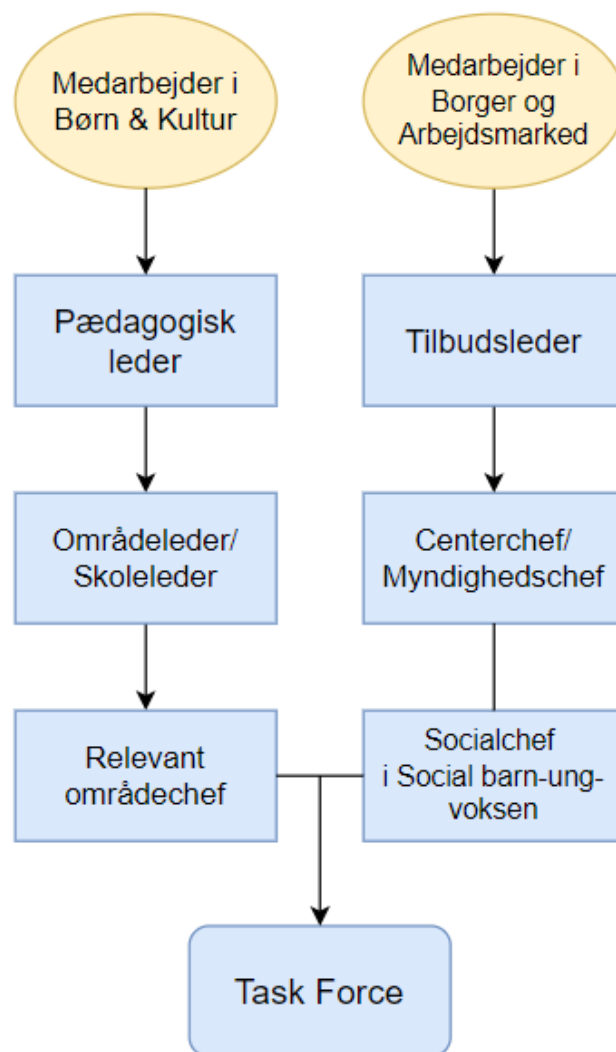 Medarbejder i
Børn & Kultur
Medarbejder i
Borger og
Arbejdsmarked
Pædagogisk
leder
Tilbudsleder
Områdeleder/
Skoleleder
Centerchef/
Myndighedschef
Relevant
områdechef
Socialchef
i Social barn-ung-
voksen
Task Force